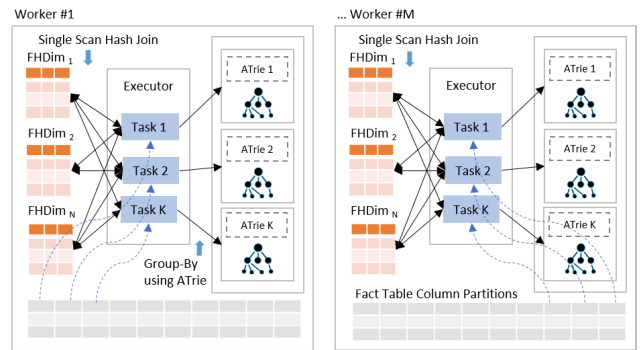 Worker #1
Single Scan Hash Join
FHDim 1
Executor
ATrie 1
Task 1
FHDim 2
ATrie 2
Task 2
FHDim N
Task K
ATrie K
Group-By
using ATrie
... Worker #M
Single Scan Hash Join
FHDim 1
Executor
ATrie 1
Task 1
FHDim 2
ATrie 2
Task 2
FHDim N
Task K
ATrie K
Fact Table Column Partitions